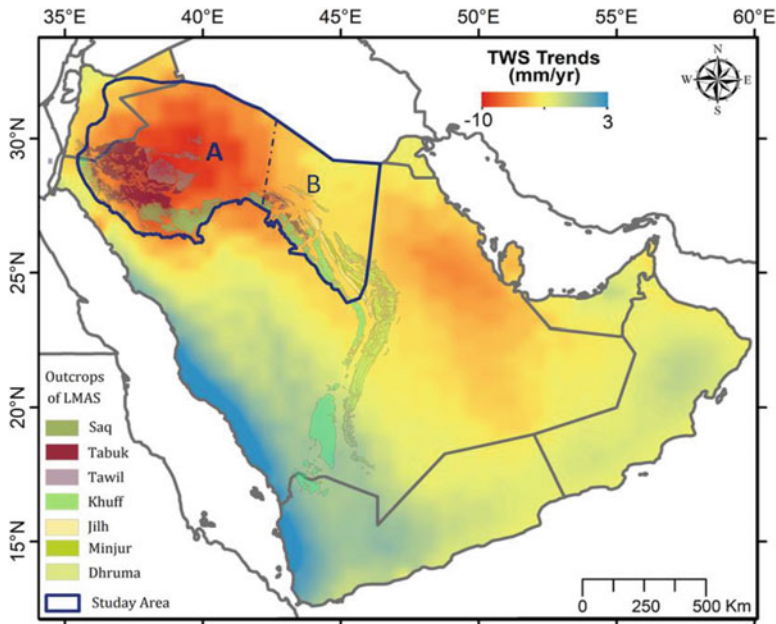 35°E 40°E 45°E 50°E 55°E 60°E
TWS Trends
(mm/yr)
-10 3
N
W E
S
30°N
25°N
20°N
15°N
A
B
Outcrops
of LMAS
Saq
Tabuk
Tawil
Khuff
Jilh
Minjur
Dhruma
Studay Area
0 250 500 Km